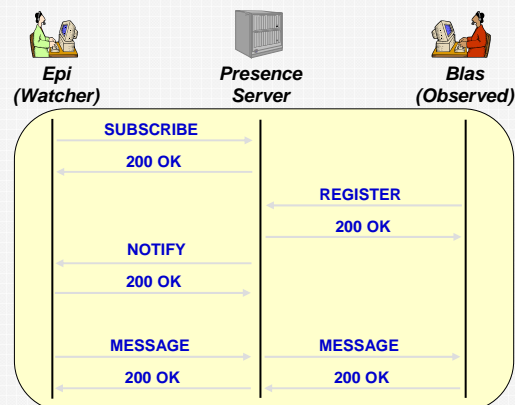 Epi
(Watcher)
Presence
Server
Blas
(Observed)
SUBSCRIBE
200 OK
REGISTER
200 OK
NOTIFY
200 OK
MESSAGE
MESSAGE
200 OK
200 OK